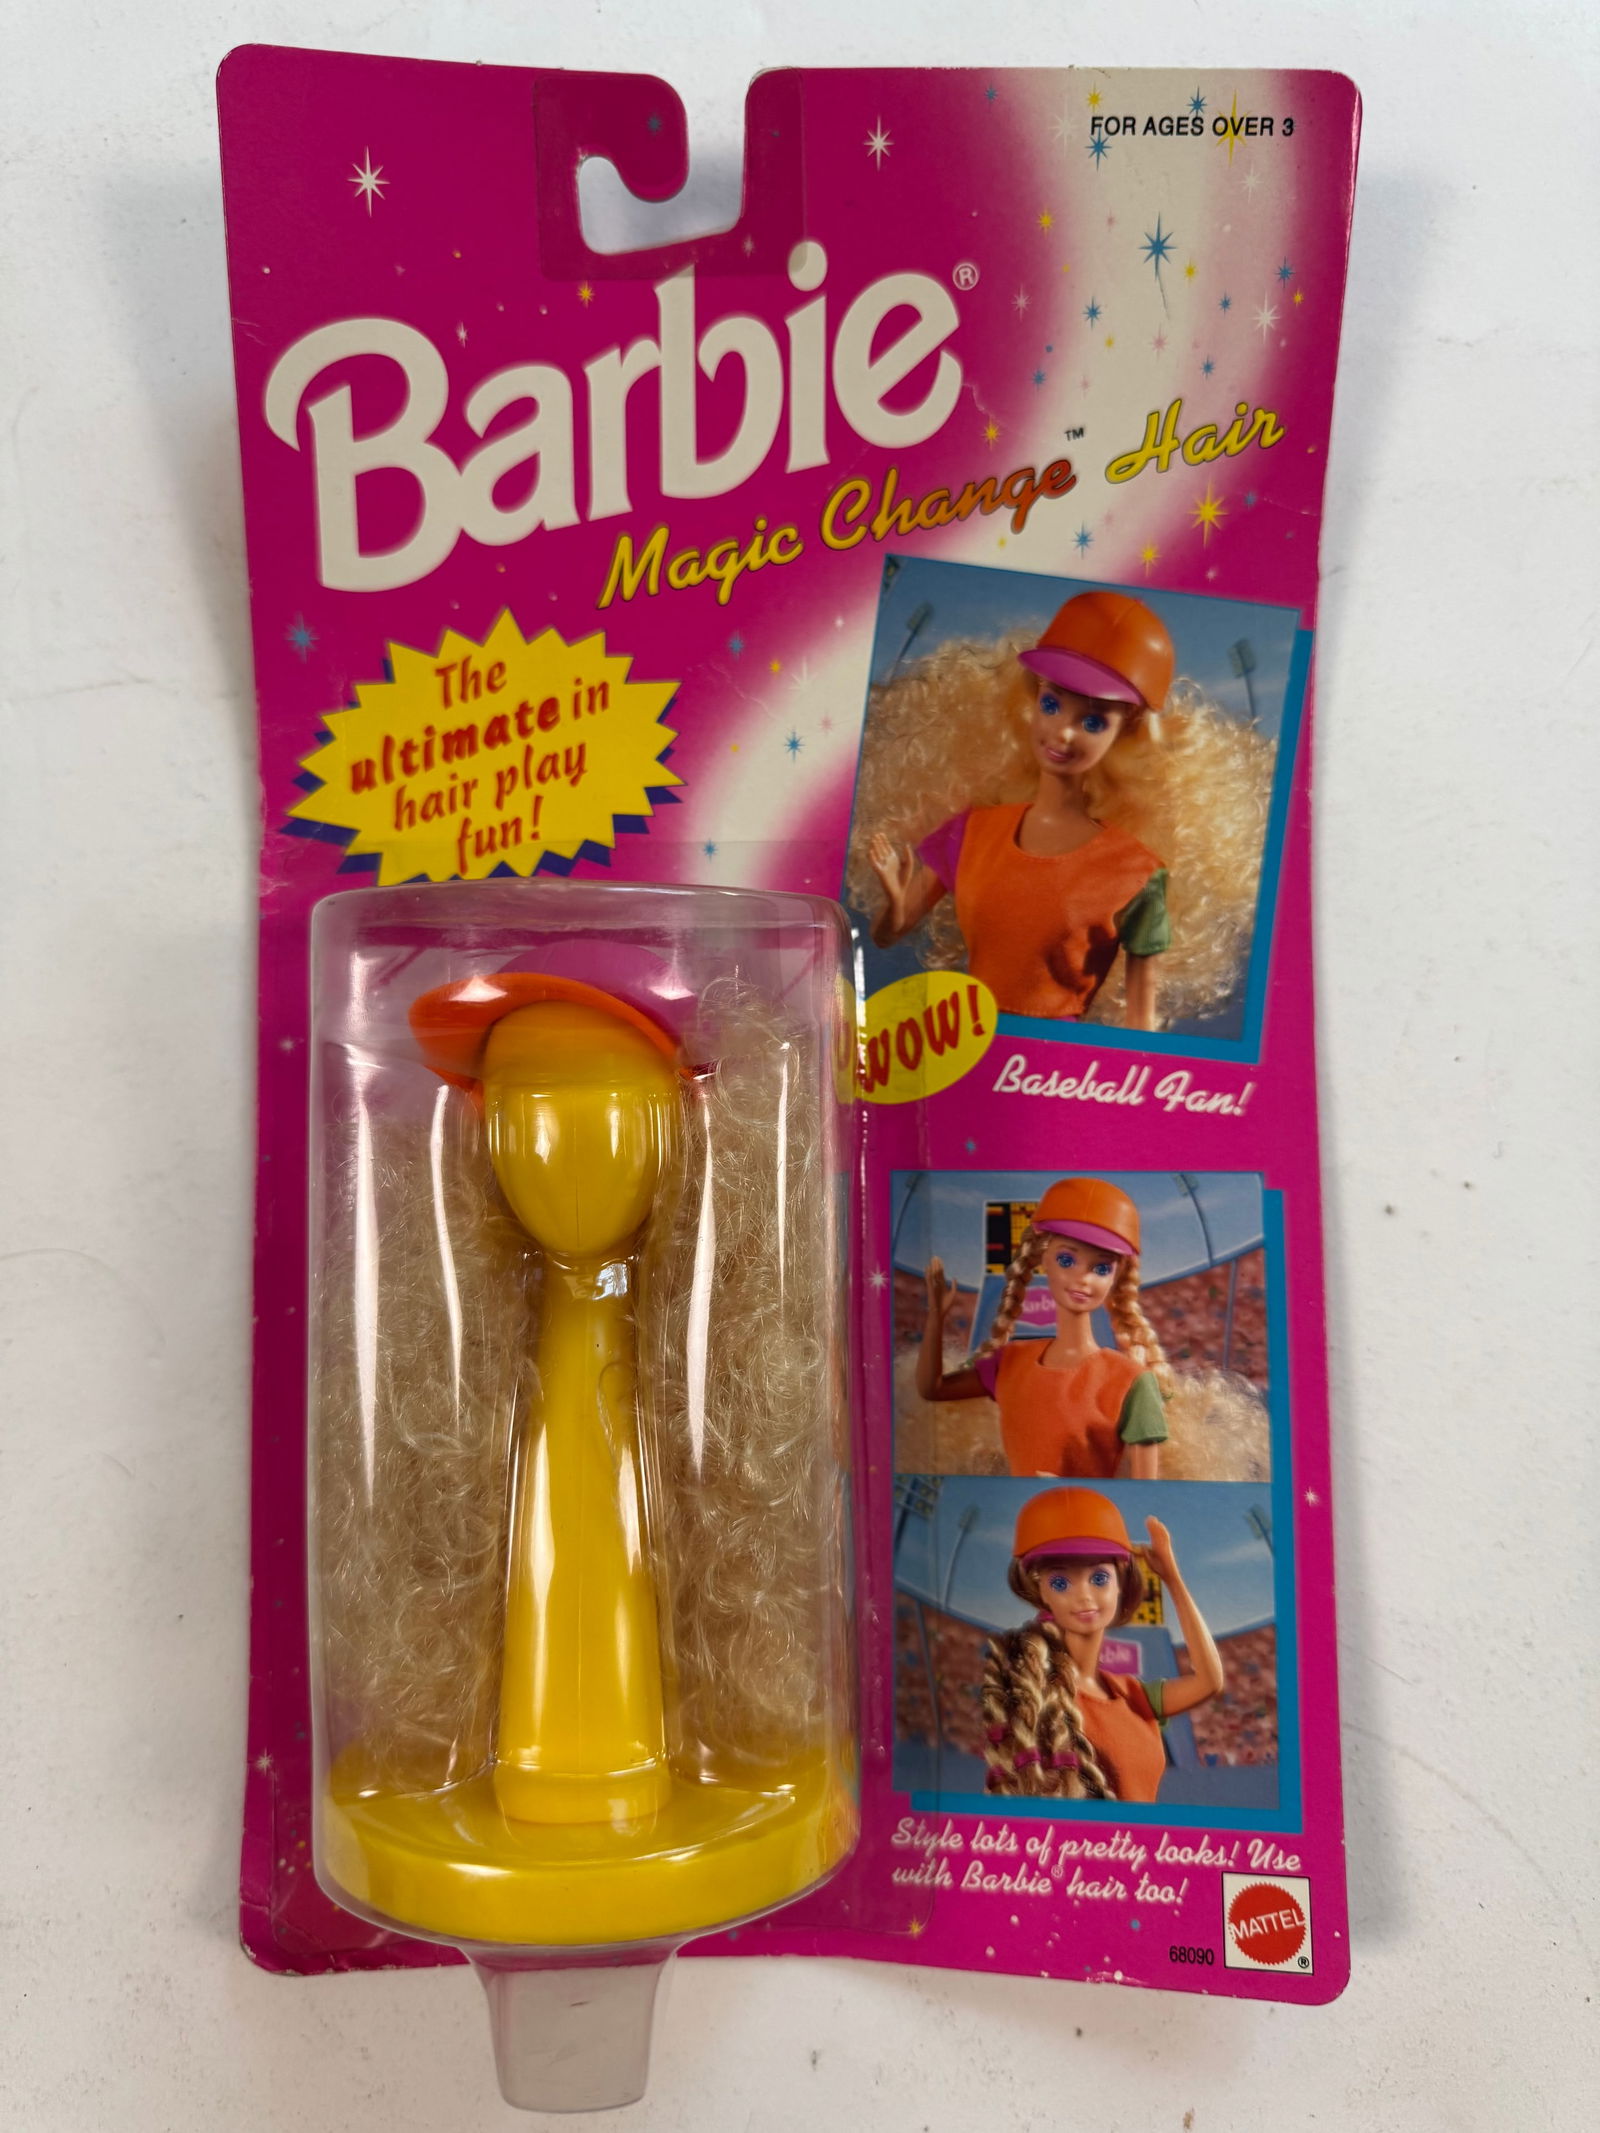 FOR AGES OVER 3
Barbie®
Magic Change™ Hair
The
ultimate in
hair play
fun!
WOW!
Baseball Fan!
Style lots of pretty looks! Use
with Barbie® hair too!
68090
MATTEL®